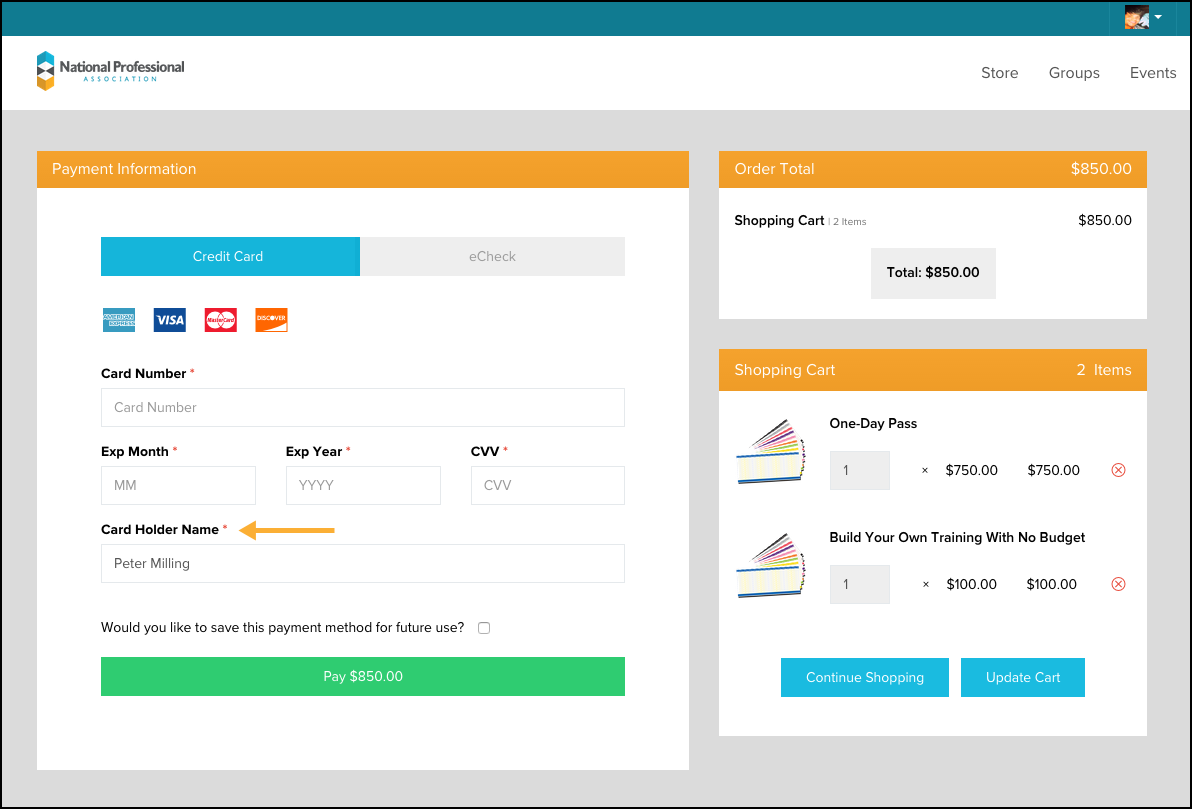 National Professional
ASSOCIATION
Store Groups Events
Payment Information
Credit Card eCheck
AMERICAN EXPRESS VISA MasterCard DISCOVER
Card Number *
Card Number
Exp Month * Exp Year * CVV *
MM YYYY CVV
Card Holder Name *
Peter Milling
Would you like to save this payment method for future use?
Pay $850.00
Order Total $850.00
Shopping Cart | 2 Items $850.00
Total: $850.00
Shopping Cart 2 Items
One-Day Pass
1 × $750.00 $750.00
Build Your Own Training With No Budget
1 × $100.00 $100.00
Continue Shopping Update Cart